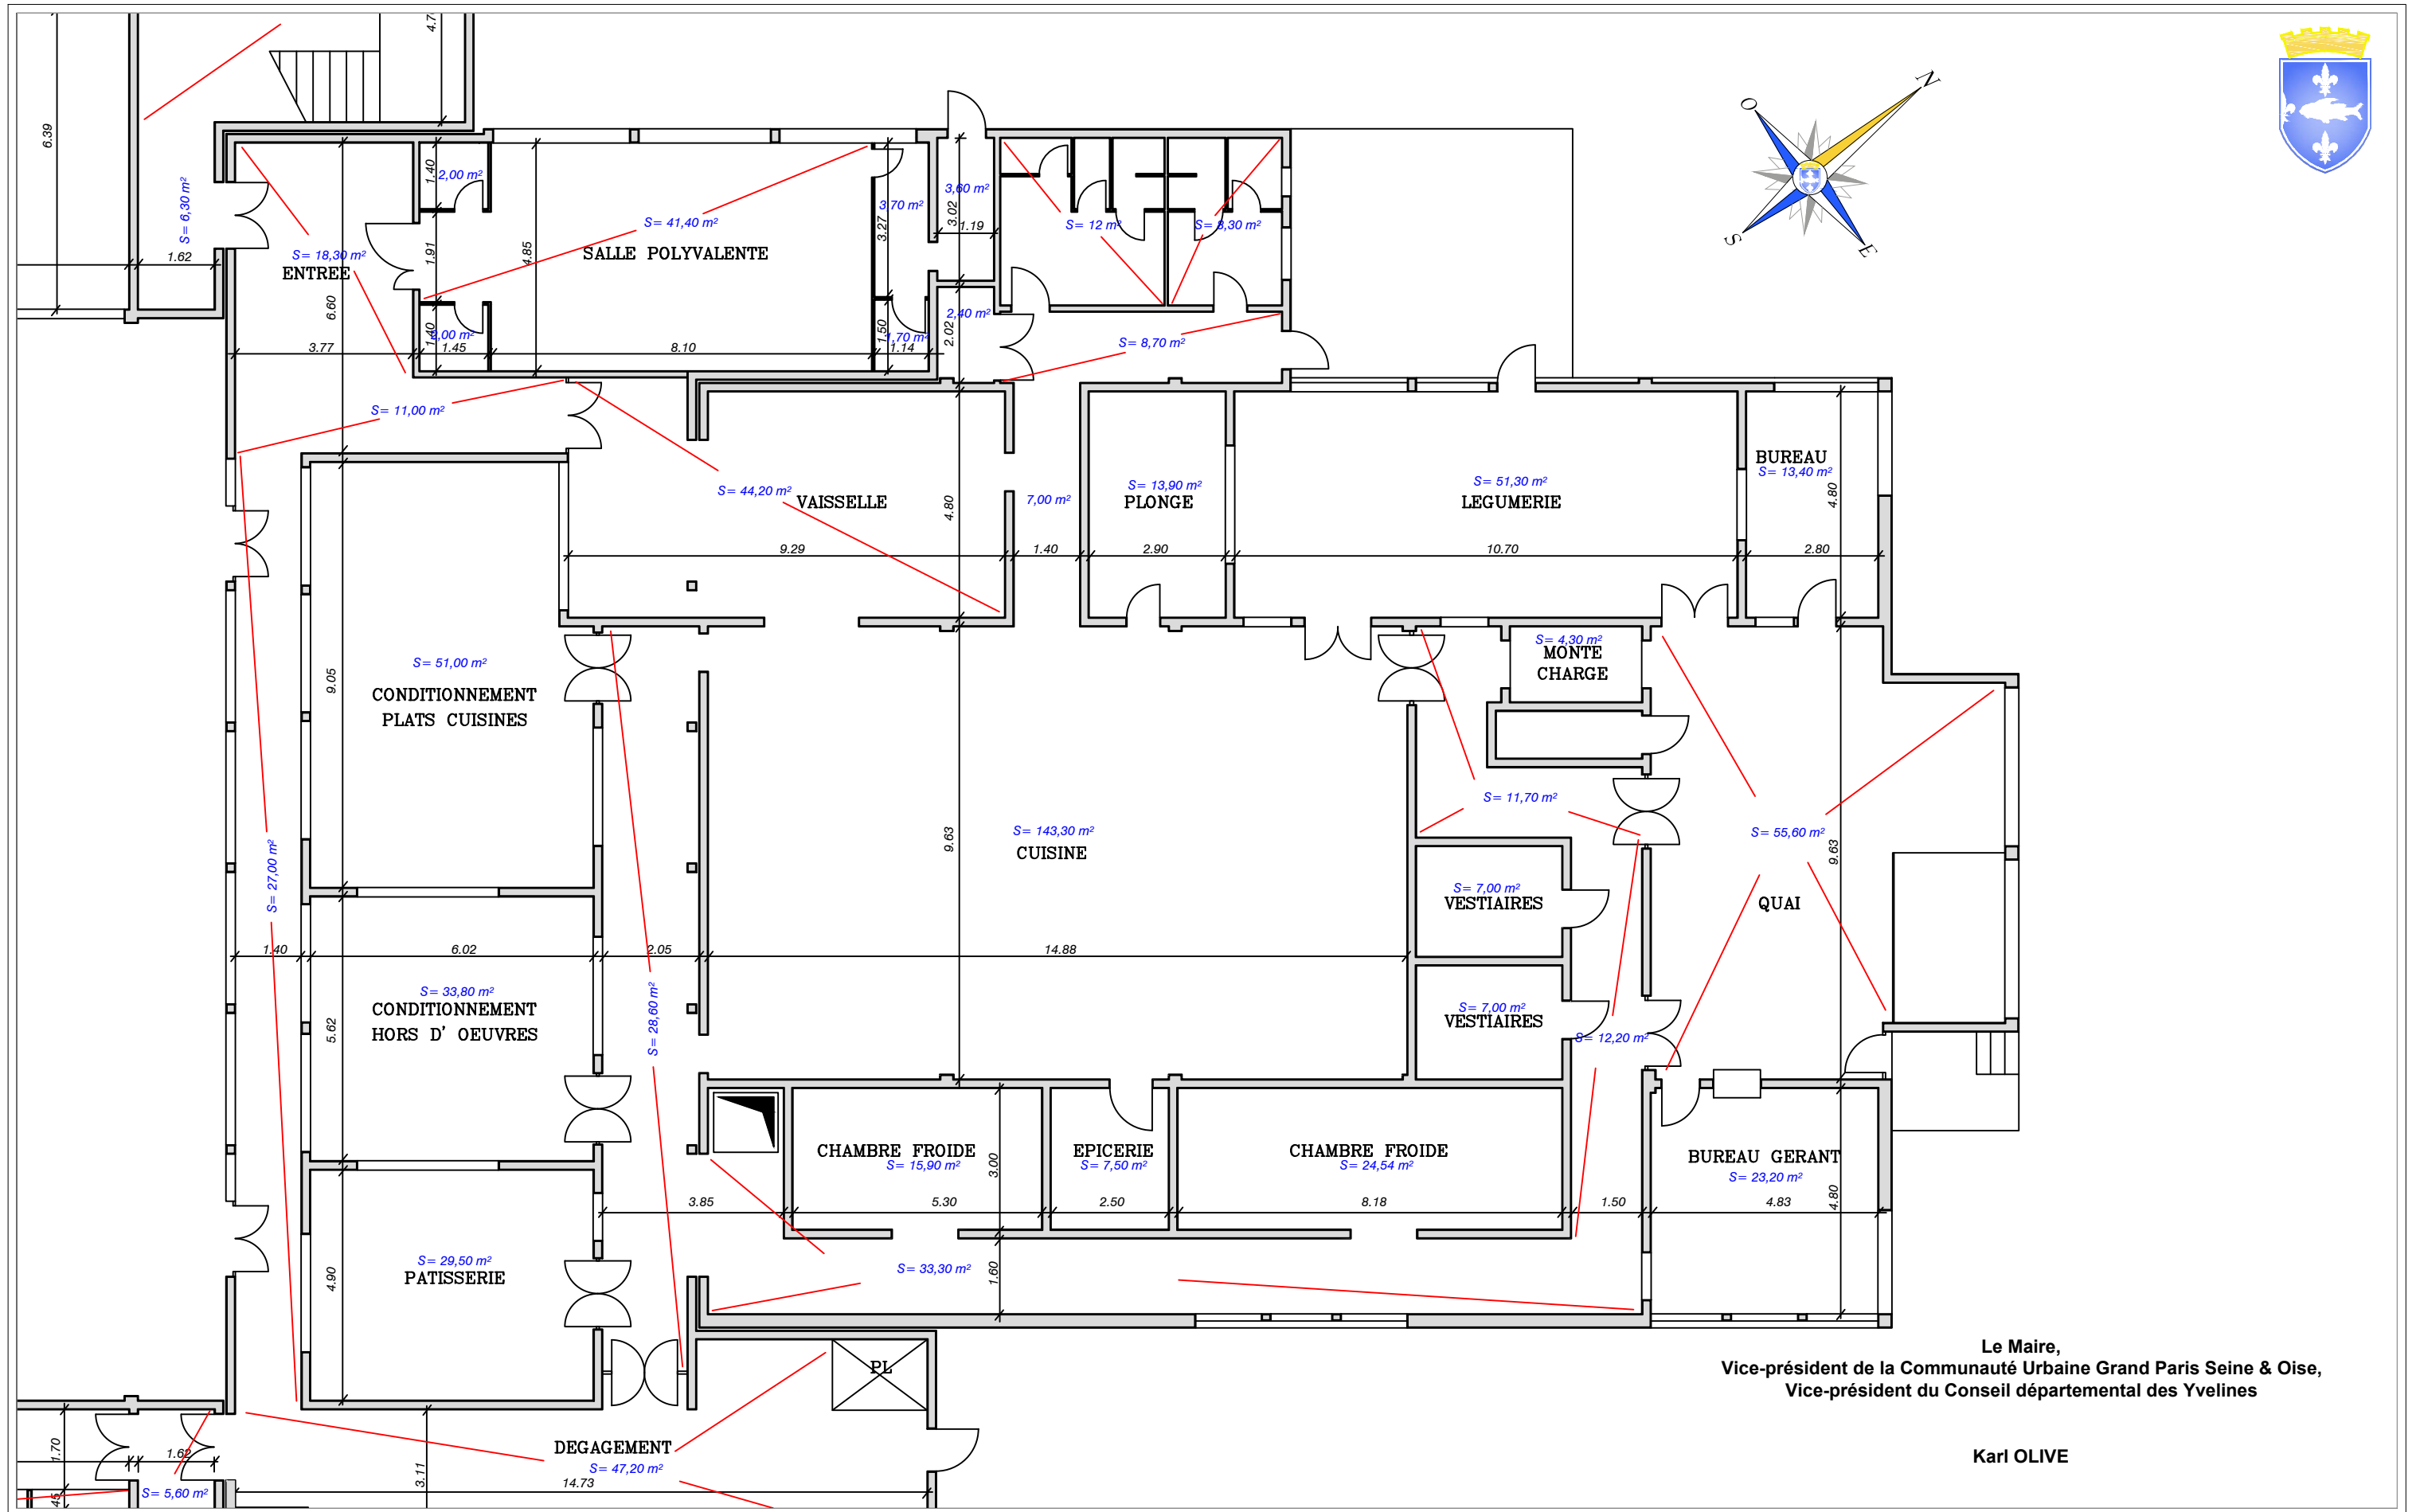 4.7
N
O
S
E
6.39
S= 6,30 m²
1.62
S= 18,30 m²
ENTREE
6.60
3.77
1.40
2,00 m²
1.91
1.40
2,00 m²
1.45
4.85
S= 41,40 m²
SALLE POLYVALENTE
8.10
3,70 m²
3.27
1.50
1,70 m²
1.14
3,60 m²
3.02
1.19
2,40 m²
2.02
S= 12 m²
S= 8,30 m²
S= 8,70 m²
S= 11,00 m²
S= 44,20 m²
VAISSELLE
4.80
9.29
7,00 m²
1.40
S= 13,90 m²
PLONGE
2.90
S= 51,30 m²
LEGUMERIE
10.70
BUREAU
S= 13,40 m²
4.80
2.80
S= 51,00 m²
CONDITIONNEMENT
PLATS CUISINES
9.05
S= 4,30 m²
MONTE
CHARGE
S= 11,70 m²
S= 143,30 m²
CUISINE
9.63
S= 55,60 m²
9.63
QUAI
S= 27,00 m²
S= 7,00 m²
VESTIAIRES
1.40
6.02
2.05
14.88
S= 33,80 m²
CONDITIONNEMENT
HORS D' OEUVRES
5.62
S= 28,60 m²
S= 7,00 m²
VESTIAIRES
S= 12,20 m²
CHAMBRE FROIDE
S= 15,90 m²
3.00
EPICERIE
S= 7,50 m²
CHAMBRE FROIDE
S= 24,54 m²
BUREAU GERANT
S= 23,20 m²
4.80
3.85
5.30
2.50
8.18
1.50
4.83
S= 29,50 m²
PATISSERIE
4.90
S= 33,30 m²
1.60
PL
Le Maire,
Vice-président de la Communauté Urbaine Grand Paris Seine & Oise,
Vice-président du Conseil départemental des Yvelines
Karl OLIVE
1.70
1.62
45
S= 5,60 m²
3.11
DEGAGEMENT
S= 47,20 m²
14.73